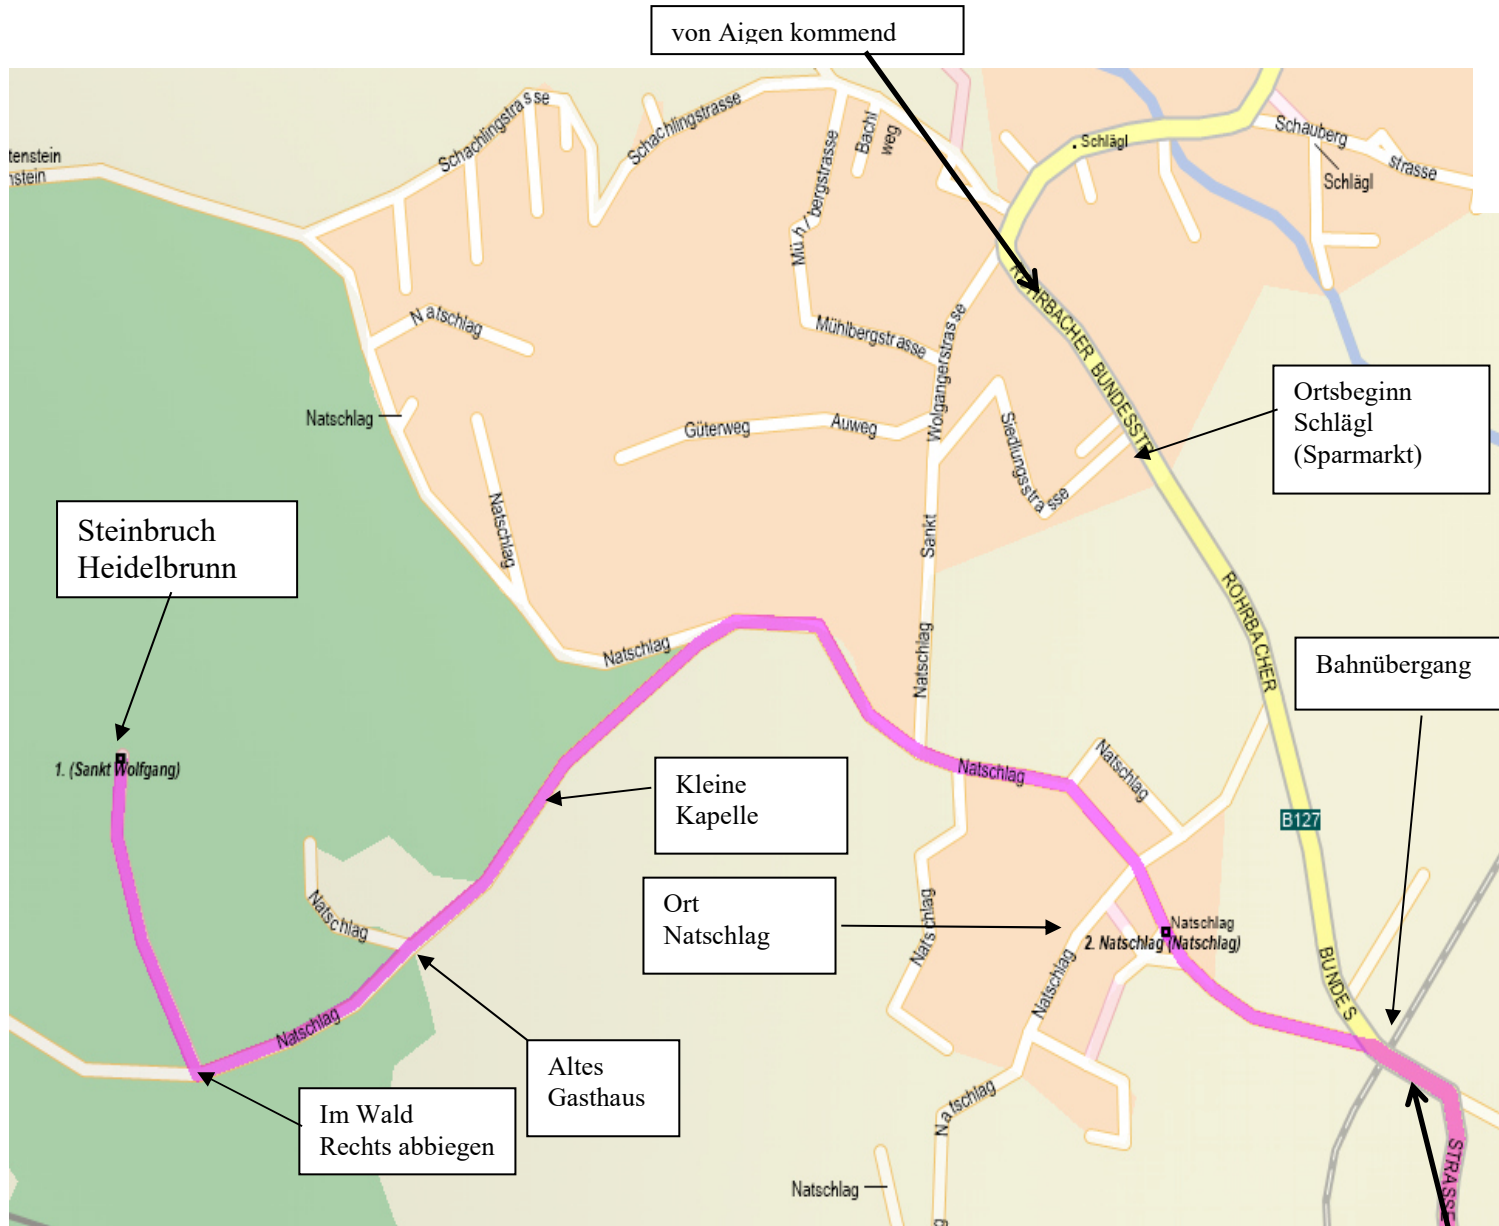 von Aigen kommend
Schachlingstrasse
Schachlingstrasse
Mühlbergstrasse
Bachl
weg
Schlägl
Schauberg
strasse
Schlägl
nstein
Natschlag
ROHRBACHER BUNDESSTR
Mühlbergstrasse
Wolgangerstrasse
Sankt
Ortsbeginn
Schlägl
(Sparmarkt)
Natschlag
Güterweg
Auweg
Siedlungsstrasse
Natschlag
Steinbruch
Heidelbrunn
ROHRBACHER
Natschlag
Natschlag
Bahnübergang
1. (Sankt Wolfgang)
Natschlag
Natschlag
Kleine
Kapelle
B127
Ort
Natschlag
Natschlag
Natschlag
Natschlag
2. Natschlag (Natschlag)
Natschlag
BUNDES
Natschlag
Natschlag
Altes
Gasthaus
Im Wald
Rechts abbiegen
Natschlag
STRASSE
Natschlag